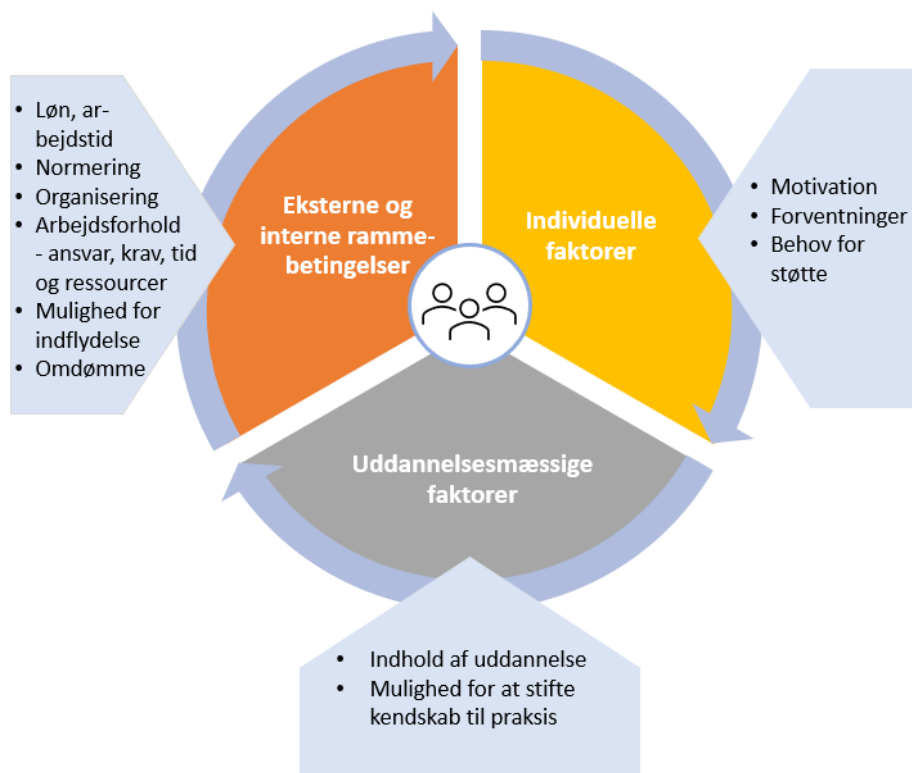 • Løn, ar-
bejdstid
• Normering
• Organisering
• Arbejdsforhold
- ansvar, krav, tid
og ressourcer
• Mulighed for
indflydelse
• Omdømme
Eksterne og
interne ramme-
betingelser
Individuelle
faktorer
• Motivation
• Forventninger
• Behov for
støtte
Uddannelsesmæssige
faktorer
• Indhold af uddannelse
• Mulighed for at stifte
kendskab til praksis